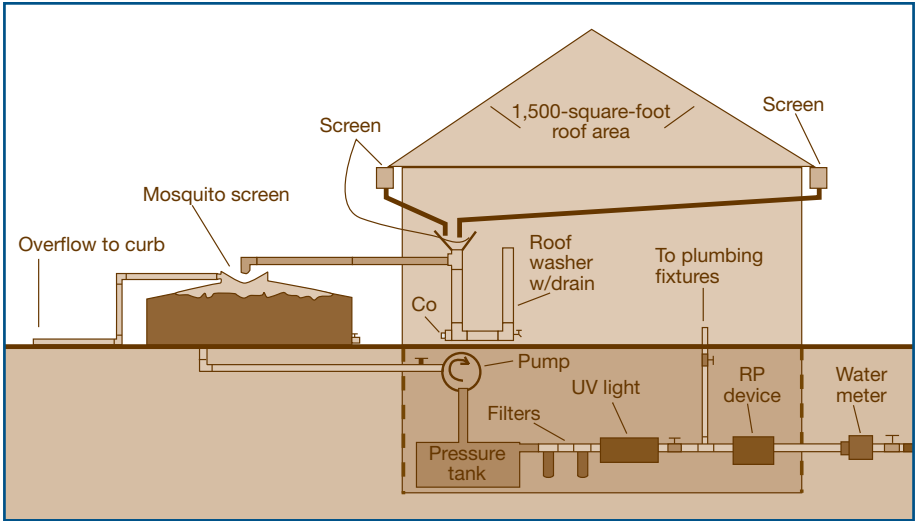 1,500-square-foot
roof area
Screen
Screen
Mosquito screen
Overflow to curb
Roof
washer
w/drain
To plumbing
fixtures
Co
Pump
UV light
RP
device
Water
meter
Filters
Pressure
tank